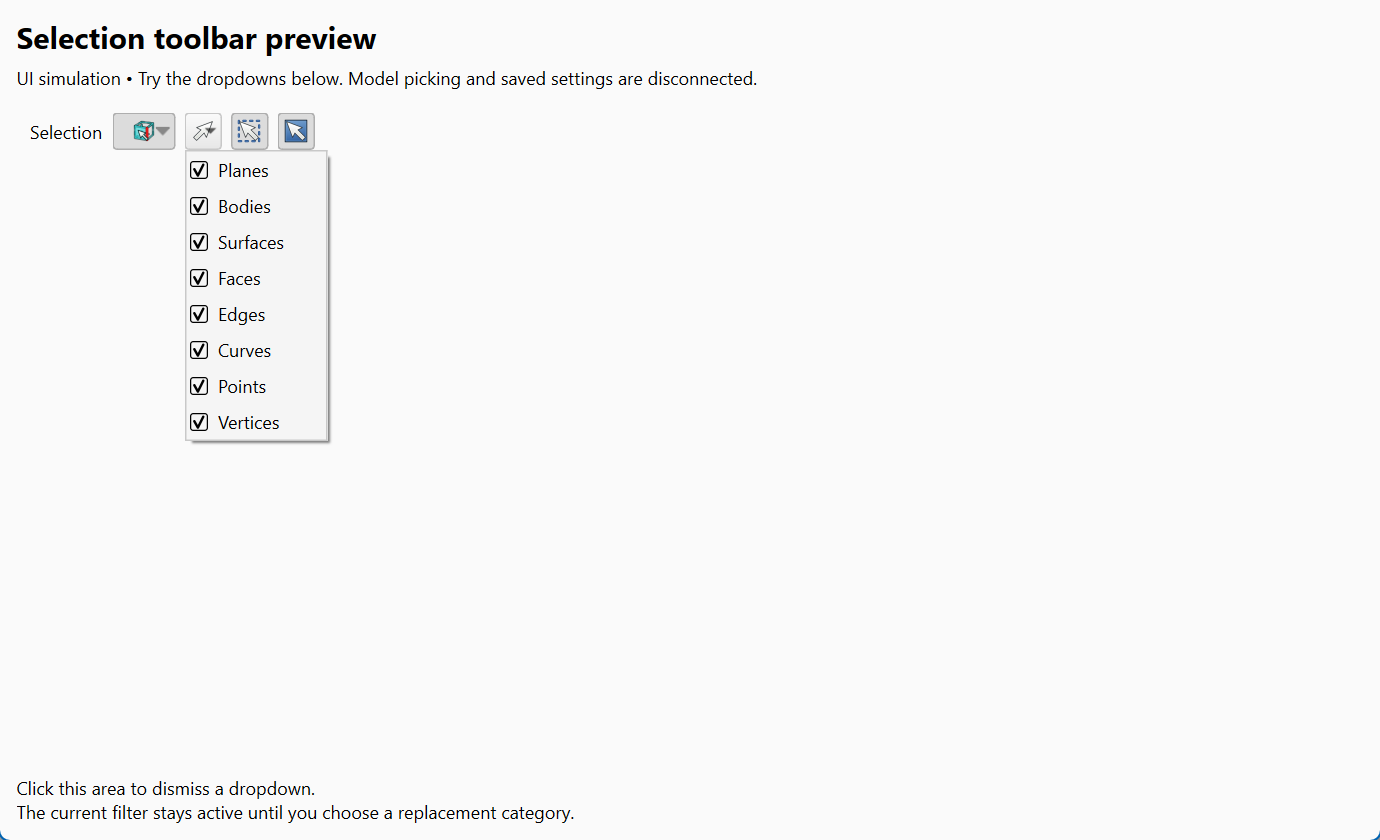 Selection toolbar preview
UI simulation • Try the dropdowns below. Model picking and saved settings are disconnected.
Selection
Planes
Bodies
Surfaces
Faces
Edges
Curves
Points
Vertices
Click this area to dismiss a dropdown.
The current filter stays active until you choose a replacement category.